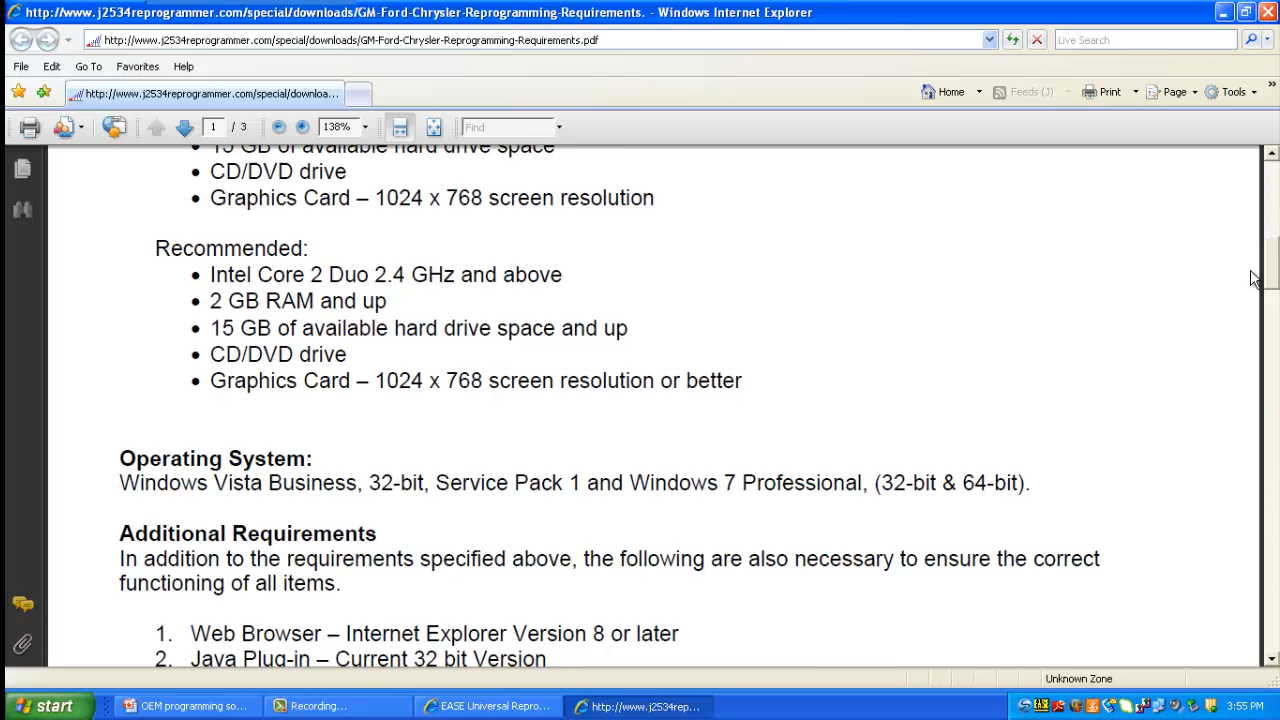 http://www.j2534reprogrammer.com/special/downloads/GM-Ford-Chrysler-Reprogramming-Requirements. - Windows Internet Explorer
http://www.j2534reprogrammer.com/special/downloads/GM-Ford-Chrysler-Reprogramming-Requirements.pdf
Live Search
File Edit Go To Favorites Help
http://www.j2534reprogrammer.com/special/downloa...
Home Feeds (J) Print Page Tools
1 / 3 138% Find
• 15 GB of available hard drive space
• CD/DVD drive
• Graphics Card – 1024 x 768 screen resolution
Recommended:
• Intel Core 2 Duo 2.4 GHz and above
• 2 GB RAM and up
• 15 GB of available hard drive space and up
• CD/DVD drive
• Graphics Card – 1024 x 768 screen resolution or better
Operating System:
Windows Vista Business, 32-bit, Service Pack 1 and Windows 7 Professional, (32-bit & 64-bit).
Additional Requirements
In addition to the requirements specified above, the following are also necessary to ensure the correct
functioning of all items.
1. Web Browser – Internet Explorer Version 8 or later
2. Java Plug-in – Current 32 bit Version
Unknown Zone
start
OEM programming so...
Recording...
EASE Universal Repro...
http://www.j2534rep...
3:55 PM